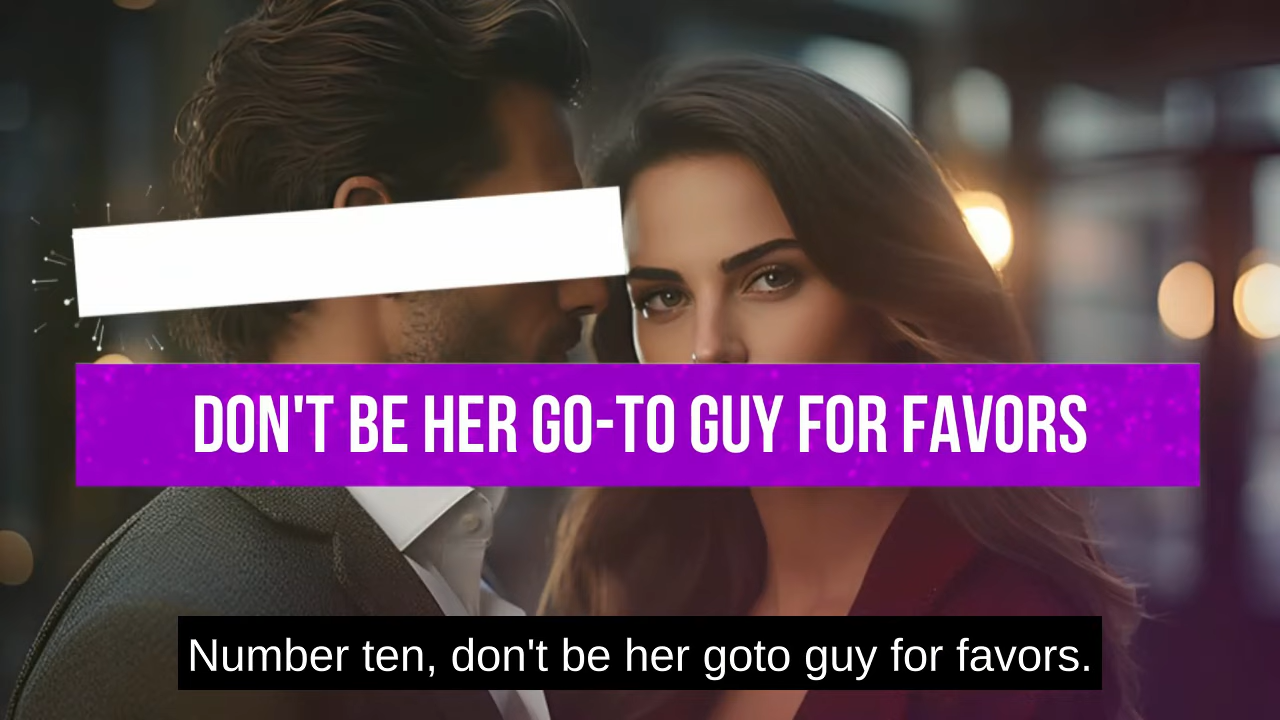 DON'T BE HER GO-TO GUY FOR FAVORS
Number ten, don't be her goto guy for favors.